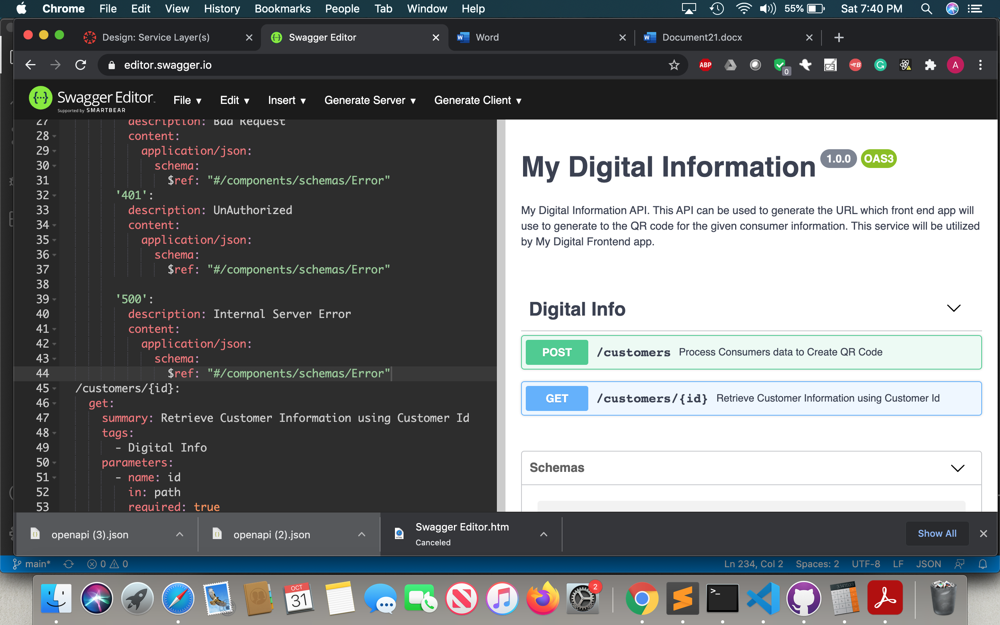 Chrome File Edit View History Bookmarks People Tab Window Help 55% Sat 7:40 PM
Design: Service Layer(s) Swagger Editor Word Document21.docx
editor.swagger.io ABP 0 A
Swagger Editor
Supported by SMARTBEAR
File Edit Insert Generate Server Generate Client
27 description: Bad Request
28 content:
29 application/json:
30 schema:
31 $ref: "#/components/schemas/Error"
32 '401':
33 description: UnAuthorized
34 content:
35 application/json:
36 schema:
37 $ref: "#/components/schemas/Error"
38
39 '500':
40 description: Internal Server Error
41 content:
42 application/json:
43 schema:
44 $ref: "#/components/schemas/Error"
45 /customers/{id}:
46 get:
47 summary: Retrieve Customer Information using Customer Id
48 tags:
49 - Digital Info
50 parameters:
51 - name: id
52 in: path
53 required: true
My Digital Information 1.0.0 OAS3
My Digital Information API. This API can be used to generate the URL which front end app will
use to generate to the QR code for the given consumer information. This service will be utilized
by My Digital Frontend app.
Digital Info
POST /customers Process Consumers data to Create QR Code
GET /customers/{id} Retrieve Customer Information using Customer Id
Schemas
openapi (3).json openapi (2).json Swagger Editor.htm
Canceled
Show All
main* 0 0 Ln 234, Col 2 Spaces: 2 UTF-8 LF JSON
OCT
31
2
3.141593